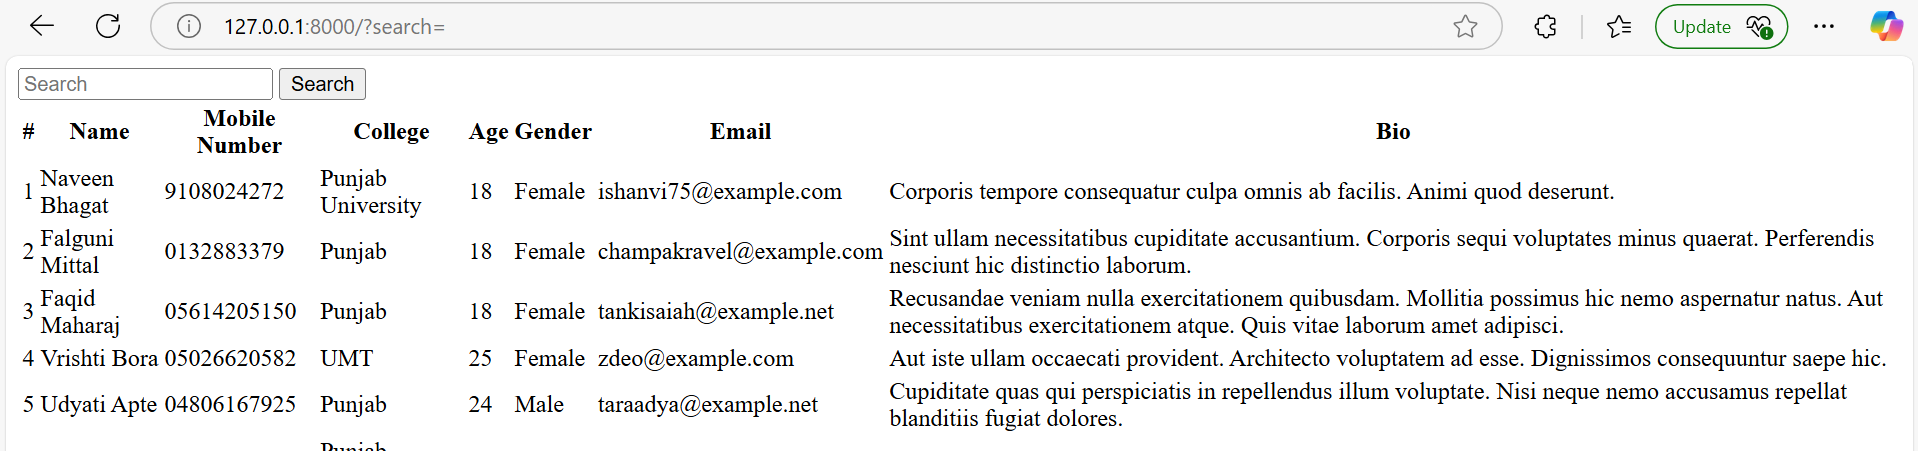 127.0.0.1:8000/?search=
Update
Search Search
# Name Mobile Number College Age Gender Email Bio
1 Naveen Bhagat 9108024272 Punjab University 18 Female ishanvi75@example.com Corporis tempore consequatur culpa omnis ab facilis. Animi quod deserunt.
2 Falguni Mittal 0132883379 Punjab 18 Female champakravel@example.com Sint ullam necessitatibus cupiditate accusantium. Corporis sequi voluptates minus quaerat. Perferendis nesciunt hic distinctio laborum.
3 Faqid Maharaj 05614205150 Punjab 18 Female tankisaiah@example.net Recusandae veniam nulla exercitationem quibusdam. Mollitia possimus hic nemo aspernatur natus. Aut necessitatibus exercitationem atque. Quis vitae laborum amet adipisci.
4 Vrishti Bora 05026620582 UMT 25 Female zdeo@example.com Aut iste ullam occaecati provident. Architecto voluptatem ad esse. Dignissimos consequuntur saepe hic.
5 Udyati Apte 04806167925 Punjab 24 Male taraadya@example.net Cupiditate quas qui perspiciatis in repellendus illum voluptate. Nisi neque nemo accusamus repellat blanditiis fugiat dolores.
Punjab